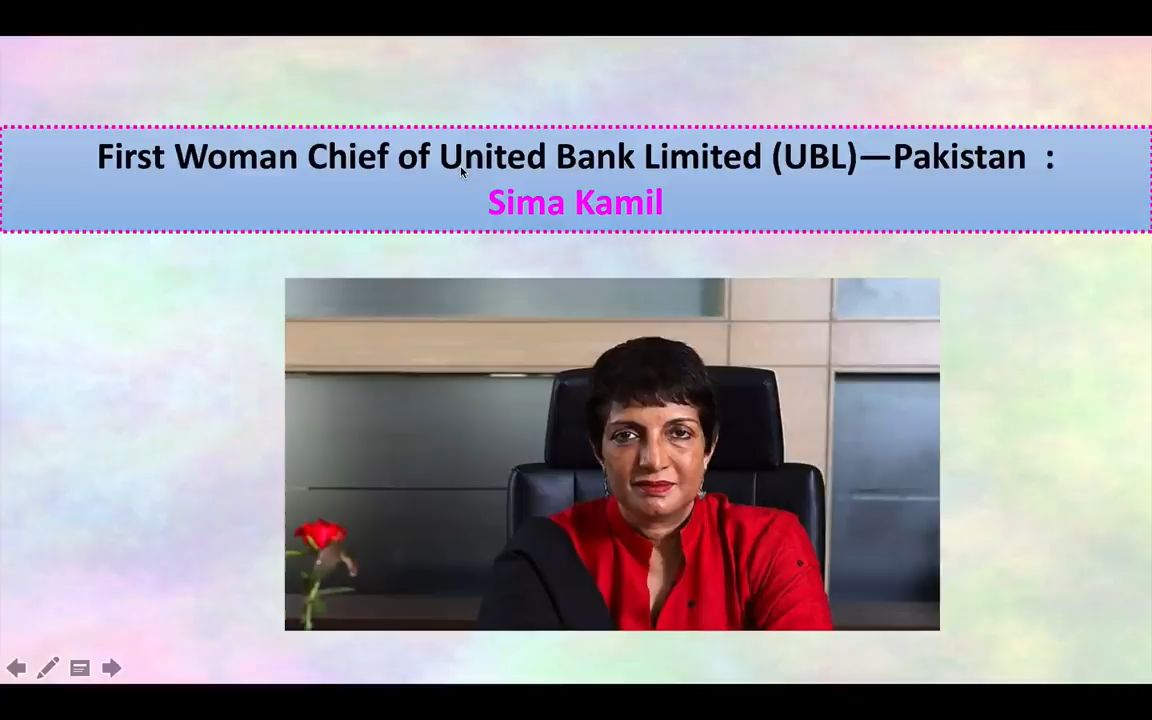 First Woman Chief of United Bank Limited (UBL)—Pakistan :
Sima Kamil